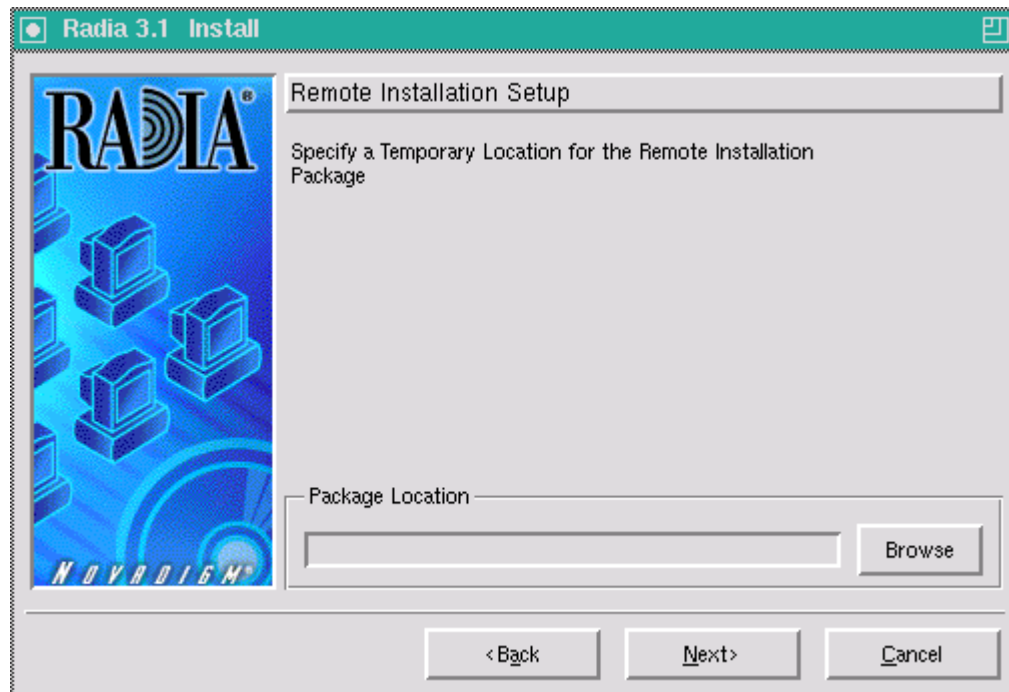 Radia 3.1 Install
RADIA®
Remote Installation Setup
Specify a Temporary Location for the Remote Installation
Package
Package Location
Browse
NOVADIGM®
<Back
Next>
Cancel